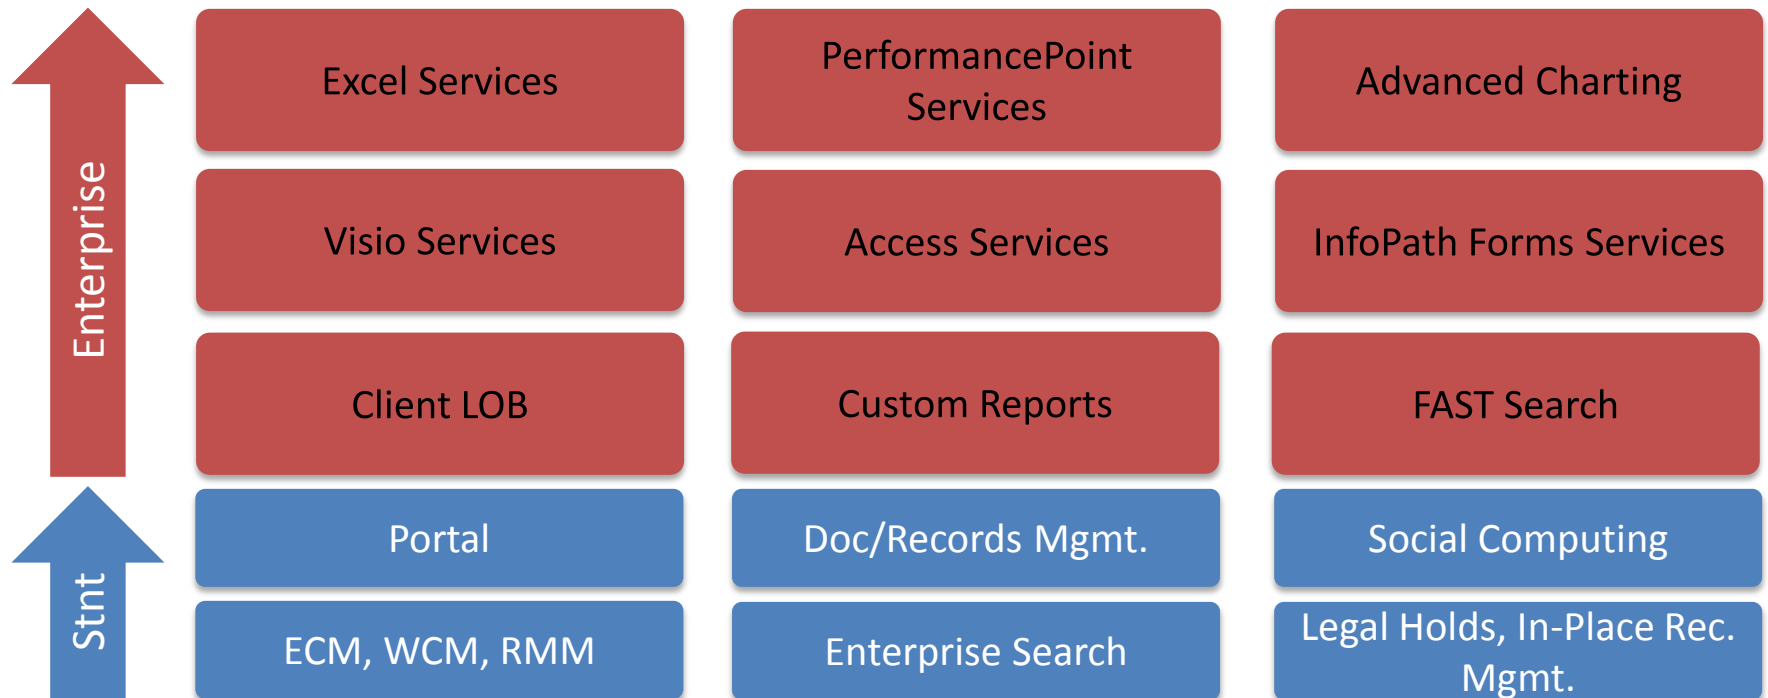 Enterprise
Excel Services
PerformancePoint
Services
Advanced Charting
Visio Services
Access Services
InfoPath Forms Services
Client LOB
Custom Reports
FAST Search
Stnt
Portal
Doc/Records Mgmt.
Social Computing
ECM, WCM, RMM
Enterprise Search
Legal Holds, In-Place Rec.
Mgmt.